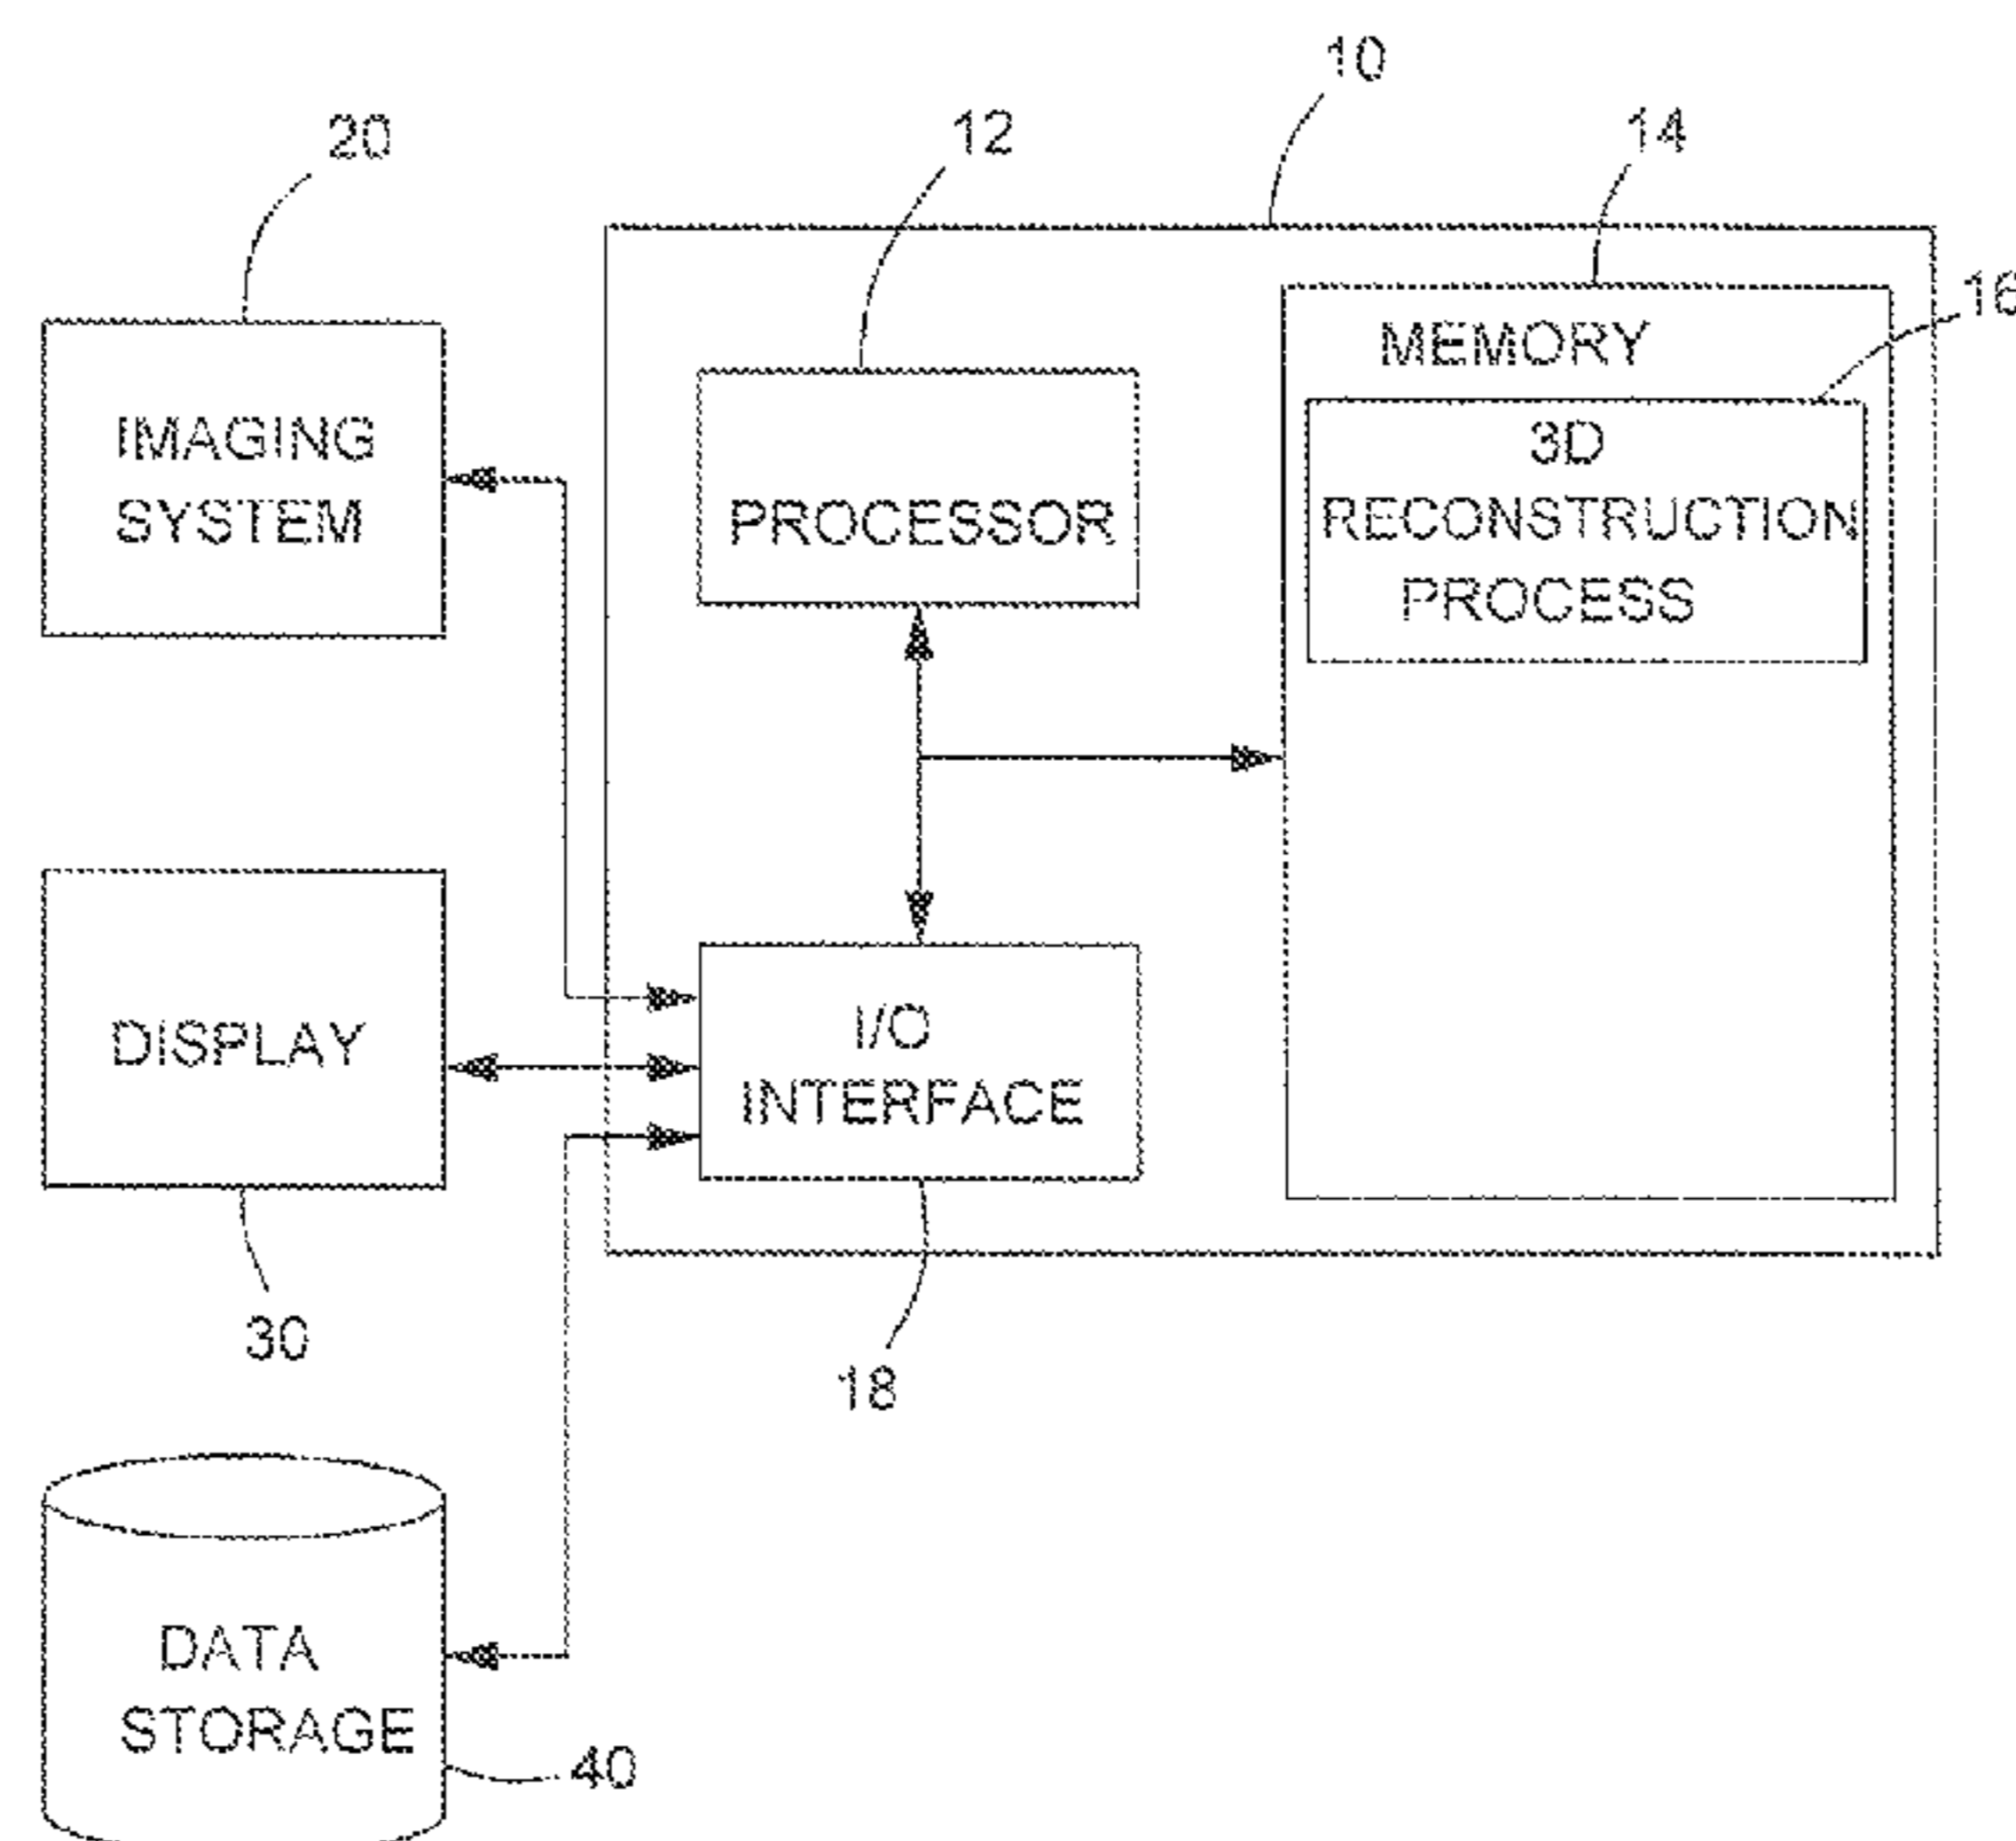 10
20
12
14
16
MEMORY
IMAGING
SYSTEM
PROCESSOR
3D
RECONSTRUCTION
PROCESS
DISPLAY
I/O
INTERFACE
30
18
DATA
STORAGE
40